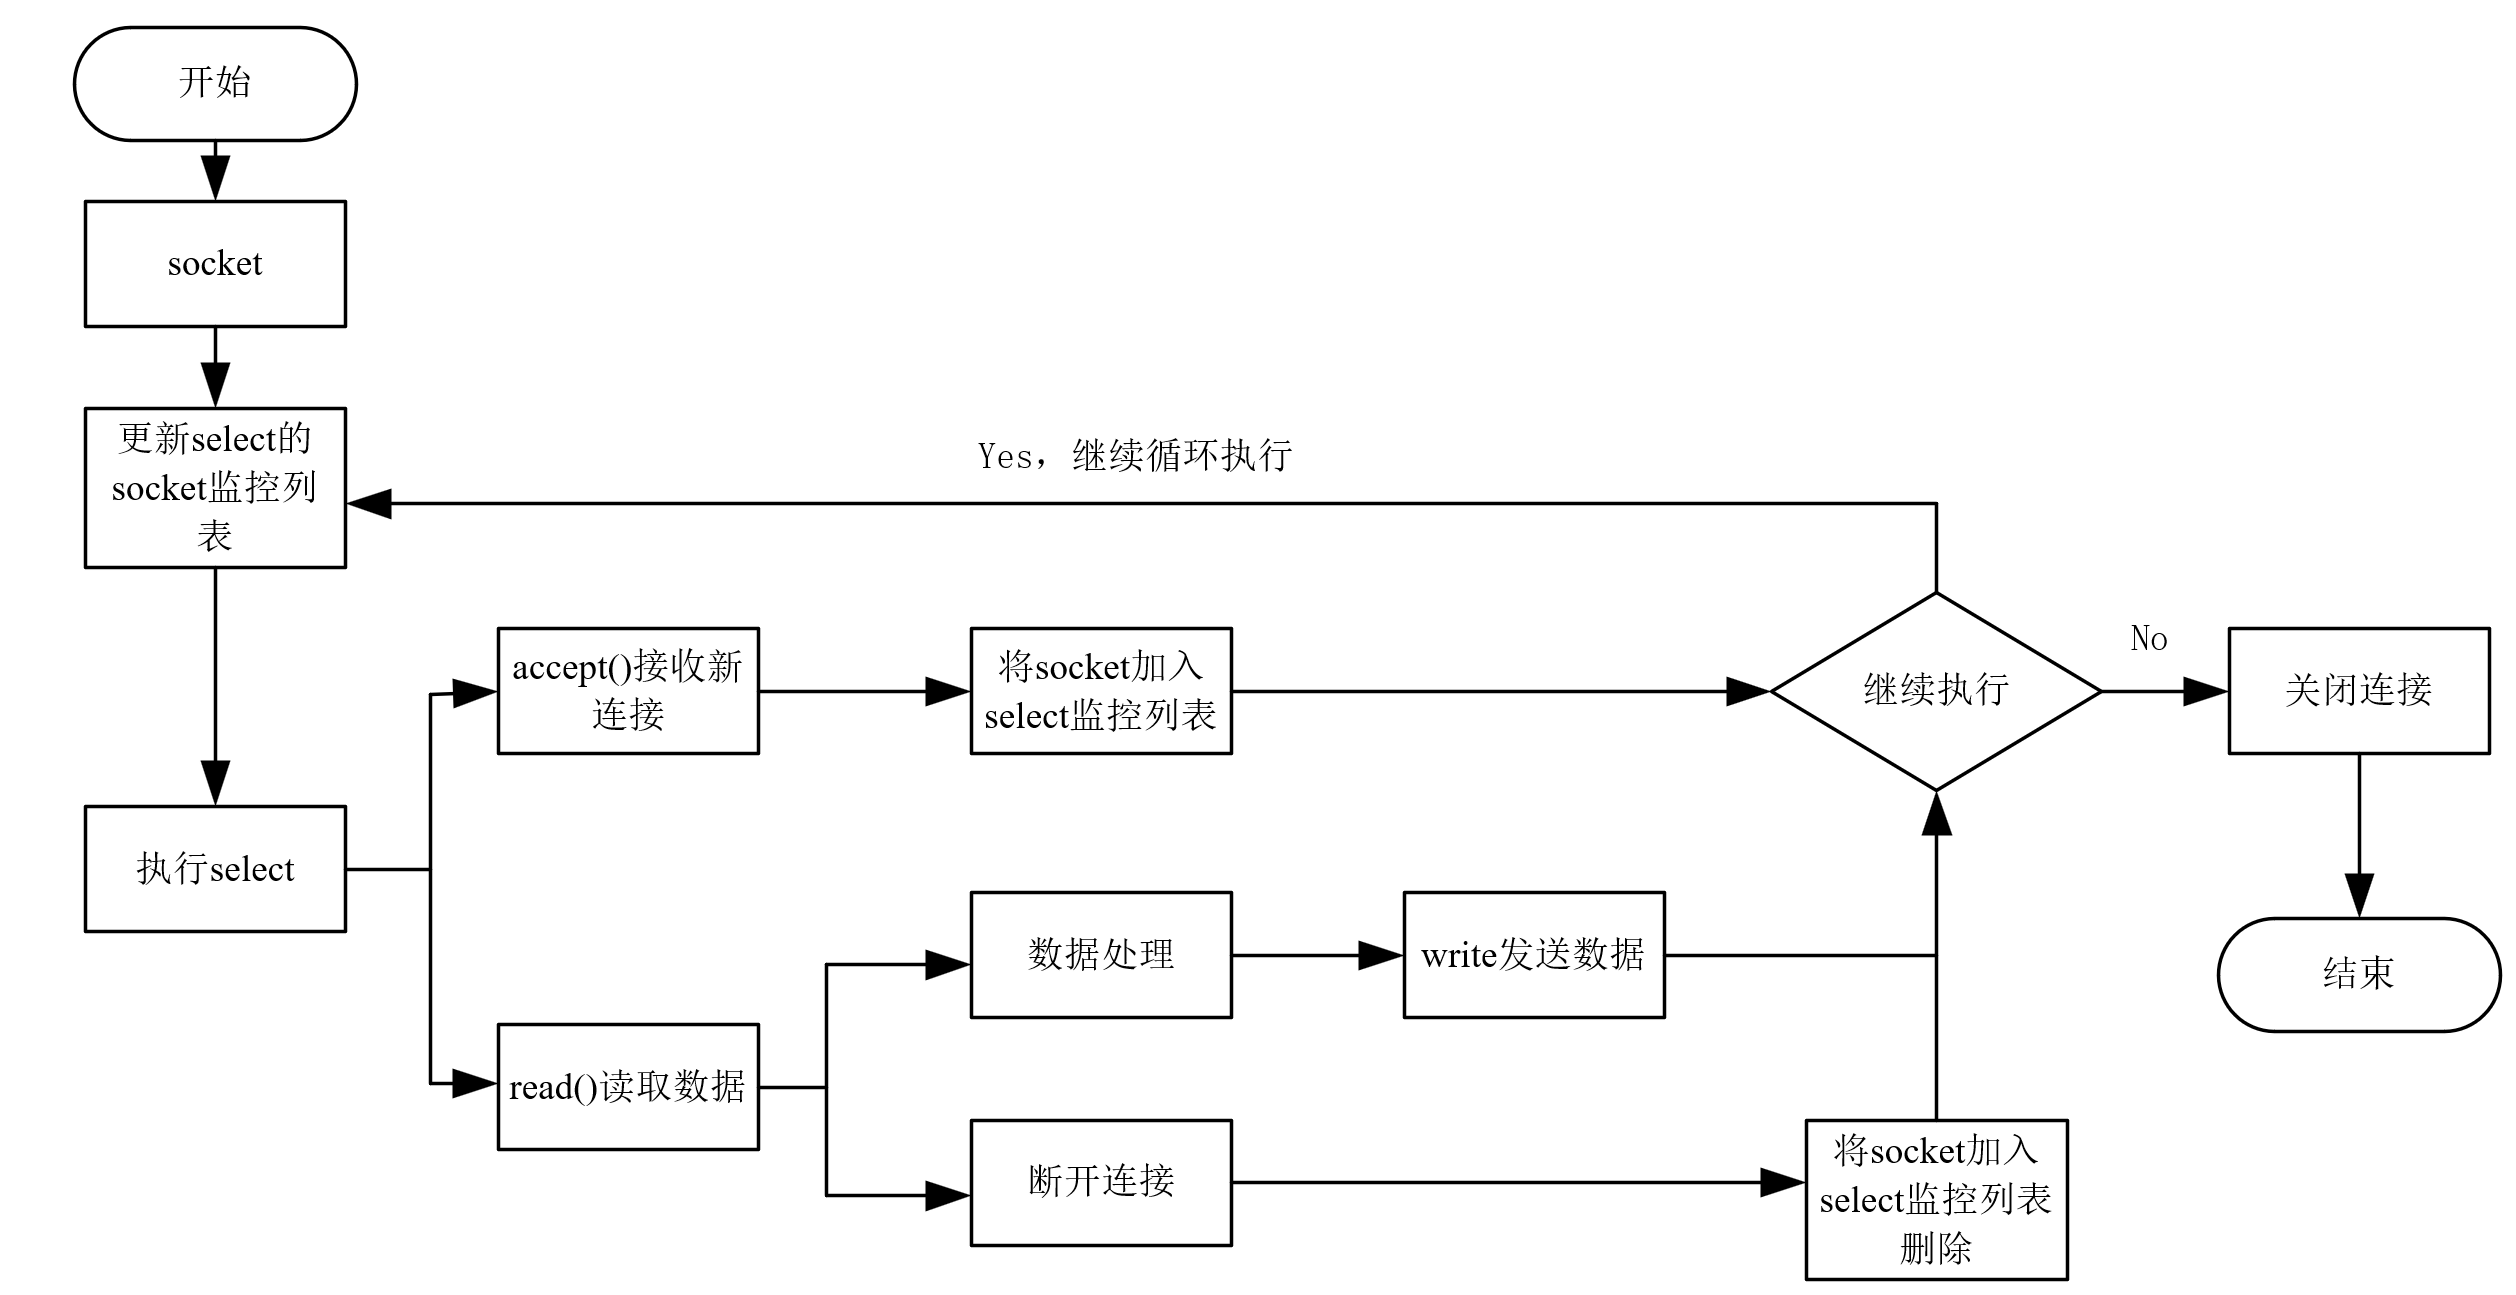 开始
socket
更新select的
socket监控列
表
Yes，继续循环执行
执行select
accept()接收新
连接
将socket加入
select监控列表
继续执行
No
关闭连接
结束
read()读取数据
数据处理
write发送数据
断开连接
将socket加入
select监控列表
删除